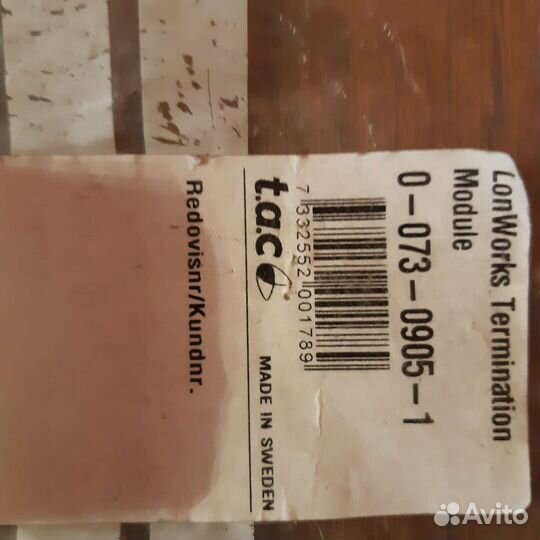 LonWorks Termination
Module
0-073-0905-1
7 332552 001789
t.a.c
MADE IN SWEDEN
Redovisnr/Kundnr.
Avito